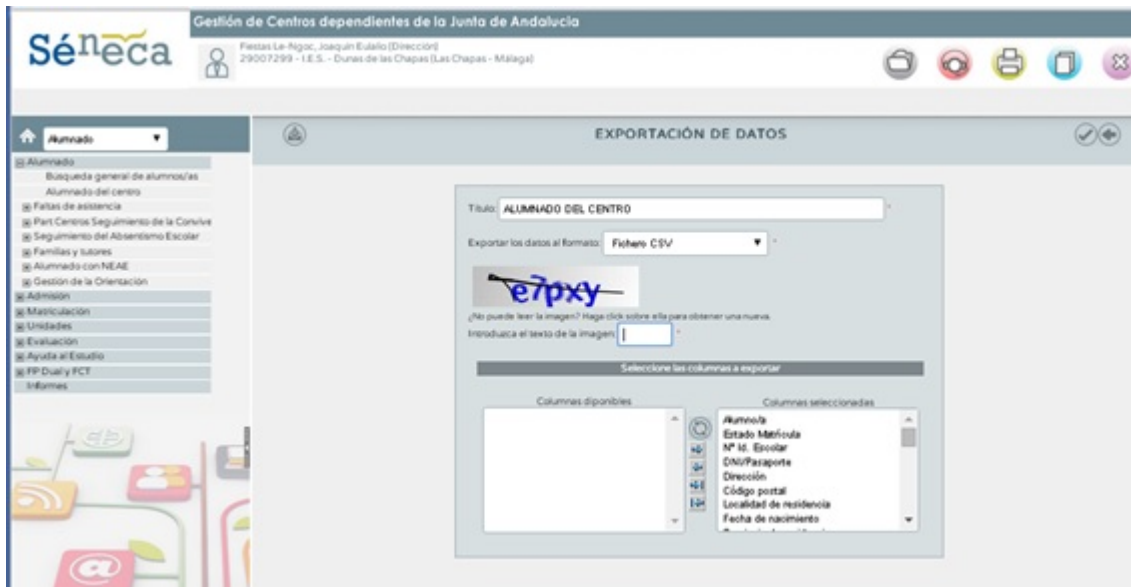 Gestión de Centros dependientes de la Junta de Andalucía
Séneca
Fiestas Le-Ngoc, Joaquin Eulalio (Dirección)
29007299 - I.E.S. - Dunas de las Chapas (Las Chapas - Málaga)
Alumnado
EXPORTACIÓN DE DATOS
Alumnado
Búsqueda general de alumnos/as
Alumnado del centro
Faltas de asistencia
Part Centros Seguimiento de la Convive
Seguimiento del Absentismo Escolar
Familias y tutores
Alumnado con NEAE
Gestión de la Orientación
Admisión
Matriculación
Unidades
Evaluación
Ayuda al Estudio
FP Dual y FCT
Informes
Título: ALUMNADO DEL CENTRO *
Exportar los datos al formato: Fichero CSV *
e7pxy
¿No puede leer la imagen? Haga click sobre ella para obtener una nueva.
Introduzca el texto de la imagen: *
Seleccione las columnas a exportar
Columnas diponibles
Columnas seleccionadas
Alumno/a
Estado Matrícula
Nº Id. Escolar
DNI/Pasaporte
Dirección
Código postal
Localidad de residencia
Fecha de nacimiento